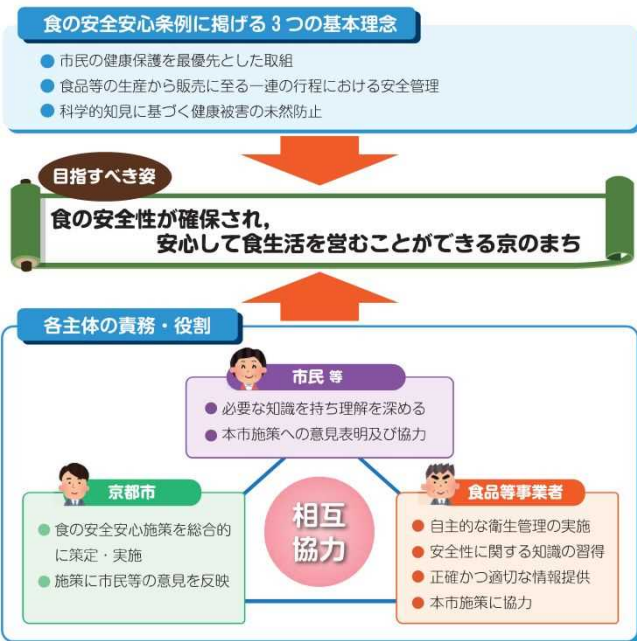 食の安全安心条例に掲げる3つの基本理念
● 市民の健康保護を最優先とした取組
● 食品等の生産から販売に至る一連の行程における安全管理
● 科学的知見に基づく健康被害の未然防止
目指すべき姿
食の安全性が確保され,
安心して食生活を営むことができる京のまち
各主体の責務・役割
市民 等
● 必要な知識を持ち理解を深める
● 本市施策への意見表明及び協力
京都市
● 食の安全安心施策を総合的
に策定・実施
● 施策に市民等の意見を反映
相互
協力
食品等事業者
● 自主的な衛生管理の実施
● 安全性に関する知識の習得
● 正確かつ適切な情報提供
● 本市施策に協力